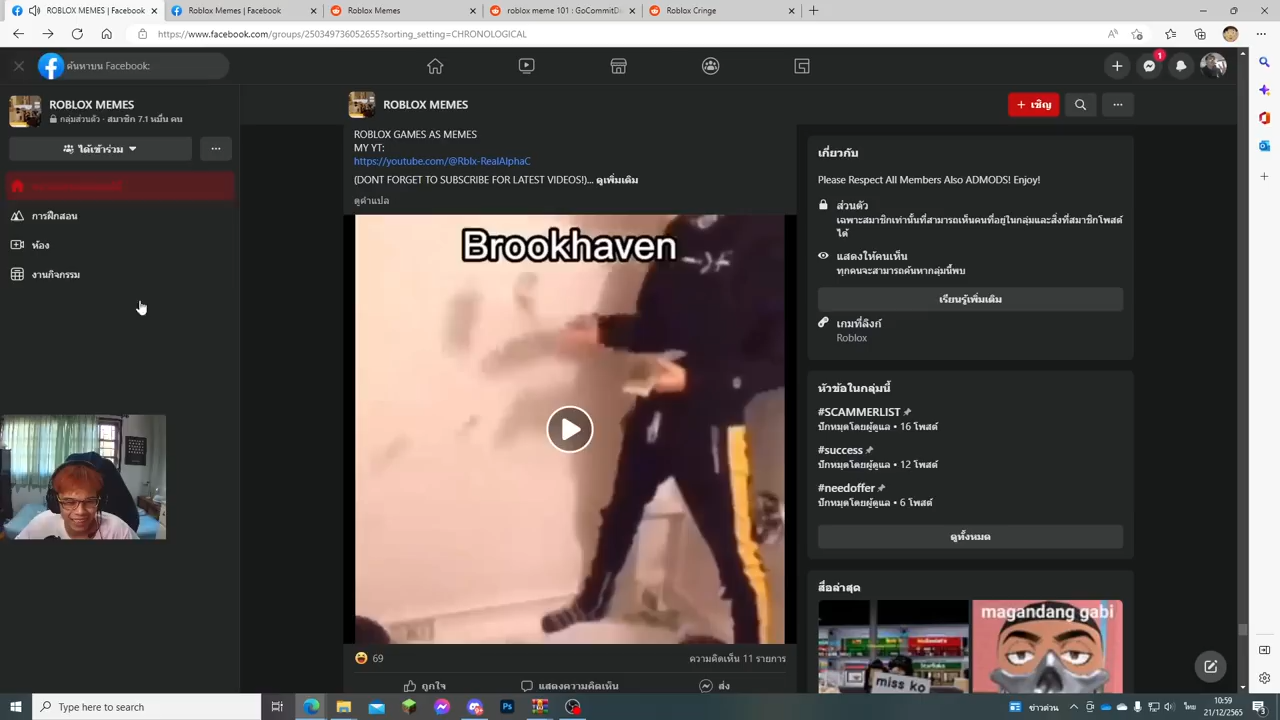 ROBLOX MEMES | Facebook
Roblox Memes | Facebook
Roblox Memes
roblox meme 101 : GoCommitD
Roblox Cringe
https://www.facebook.com/groups/250349736052655?sorting_setting=CHRONOLOGICAL
ค้นหาบน Facebook
1
ROBLOX MEMES
กลุ่มส่วนตัว · สมาชิก 7.1 หมื่น คน
ได้เข้าร่วม
การฝึกสอน
ห้อง
งานกิจกรรม
ROBLOX MEMES
+ เชิญ
ROBLOX GAMES AS MEMES
MY YT:
https://youtube.com/@Rblx-RealAlphaC
(DONT FORGET TO SUBSCRIBE FOR LATEST VIDEOS!)... ดูเพิ่มเติม
ดูคำแปล
Brookhaven
69
ความคิดเห็น 11 รายการ
ถูกใจ
แสดงความคิดเห็น
ส่ง
เกี่ยวกับ
Please Respect All Members Also ADMODS! Enjoy!
ส่วนตัว
เฉพาะสมาชิกเท่านั้นที่สามารถเห็นคนที่อยู่ในกลุ่มและสิ่งที่สมาชิกโพสต์
ได้
แสดงให้คนเห็น
ทุกคนจะสามารถค้นหากลุ่มนี้พบ
เรียนรู้เพิ่มเติม
เกมที่ลิงก์
Roblox
หัวข้อในกลุ่มนี้
#SCAMMERLIST
ปักหมุดโดยผู้ดูแล • 16 โพสต์
#success
ปักหมุดโดยผู้ดูแล • 12 โพสต์
#needoffer
ปักหมุดโดยผู้ดูแล • 6 โพสต์
ดูทั้งหมด
สื่อล่าสุด
miss ko
magandang gabi
Type here to search
ข่าวด่วน
ไทย
10:59
21/12/2565